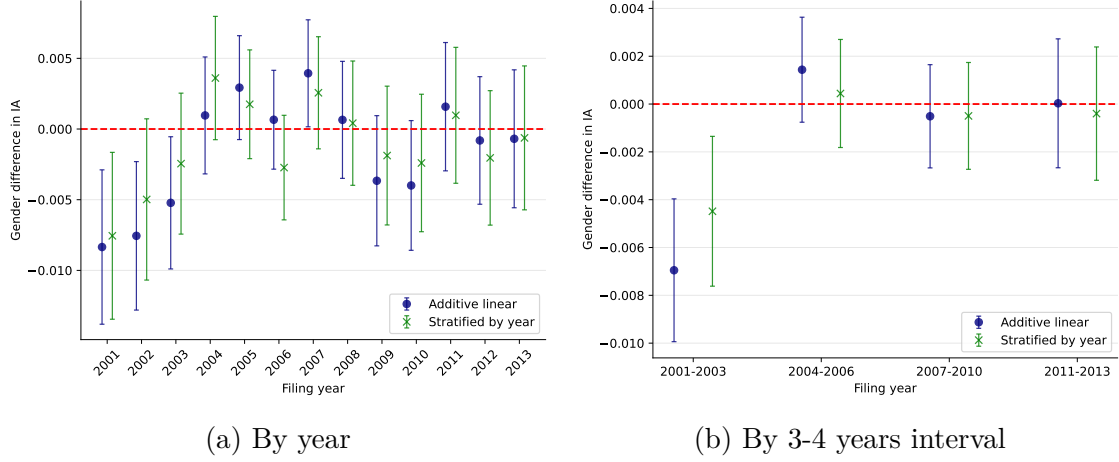 0.005
0.000
−0.005
−0.010
Gender difference in IA
2001
2002
2003
2004
2005
2006
2007
2008
2009
2010
2011
2012
2013
Filing year
Additive linear
Stratified by year
(a) By year
0.004
0.002
0.000
−0.002
−0.004
−0.006
−0.008
−0.010
Gender difference in IA
2001-2003
2004-2006
2007-2010
2011-2013
Filing year
Additive linear
Stratified by year
(b) By 3-4 years interval